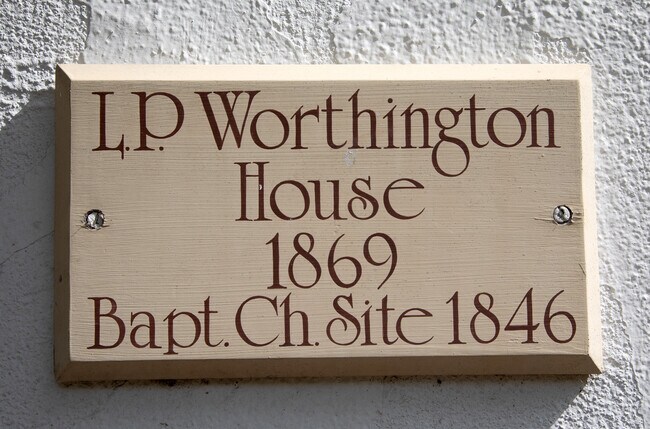 L.P. Worthington
House
1869
Bapt. Ch. Site 1846